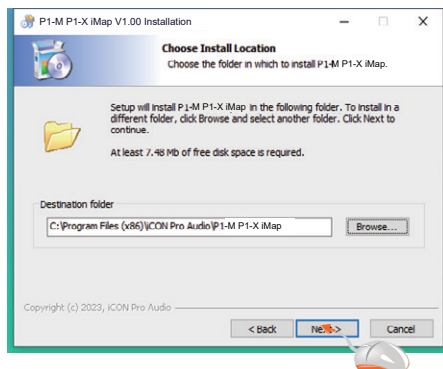 P1-M P1-X iMap V1.00 Installation
Choose Install Location
Choose the folder in which to install P1-M P1-X iMap.
Setup will install P1-M P1-X iMap in the following folder. To install in a
different folder, click Browse and select another folder. Click Next to
continue.
At least 7.48 Mb of free disk space is required.
Destination folder
C:\Program Files (x86)\iCON Pro Audio\P1-M P1-X iMap
Browse...
Copyright (c) 2023, iCON Pro Audio
< Back
Next >
Cancel